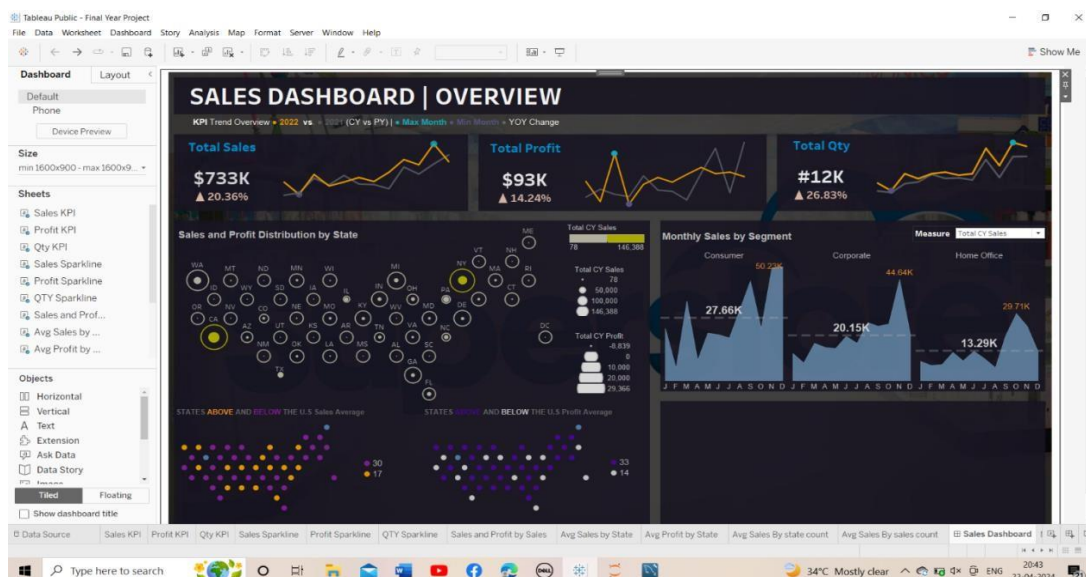 Tableau Public - Final Year Project
File Data Worksheet Dashboard Story Analysis Map Format Server Window Help
Show Me
Dashboard Layout
Default
Phone
Device Preview
Size
min 1600x900 - max 1600x9...
Sheets
Sales KPI
Profit KPI
Qty KPI
Sales Sparkline
Profit Sparkline
QTY Sparkline
Sales and Prof...
Avg Sales by ...
Avg Profit by ...
Objects
Horizontal
Vertical
Text
Extension
Ask Data
Data Story
Tiled Floating
Show dashboard title
SALES DASHBOARD | OVERVIEW
KPI Trend Overview • 2022 vs. • 2021 (CY vs PY) | • Max Month • Min Month • YOY Change
Total Sales
$733K
▲ 20.36%
Total Profit
$93K
▲ 14.24%
Total Qty
#12K
▲ 26.83%
Sales and Profit Distribution by State
ME
VT NH
WA MT ND MN WI MI NY MA RI
ID WY SD IA IL IN OH PA CT
OR NV CO NE MO KY WV MD DE
CA AZ UT KS AR TN VA NC DC
NM OK LA MS AL SC
TX GA
FL
Total CY Sales
78 146,388
Total CY Sales
78
50,000
100,000
146,388
Total CY Profit
-8,839
0
10,000
20,000
29,366
Monthly Sales by Segment
Measure Total CY Sales
Consumer Corporate Home Office
50.23K
44.64K
29.71K
27.66K
20.15K
13.29K
J F M A M J J A S O N D J F M A M J J A S O N D J F M A M J J A S O N D
STATES ABOVE AND BELOW THE U.S Sales Average
30
17
STATES ABOVE AND BELOW THE U.S Profit Average
33
14
Data Source Sales KPI Profit KPI Qty KPI Sales Sparkline Profit Sparkline QTY Sparkline Sales and Profit by Sales Avg Sales by State Avg Profit by State Avg Sales By state count Avg Sales By sales count Sales Dashboard
Type here to search
34°C Mostly clear
ENG
20:43
22-04-2024